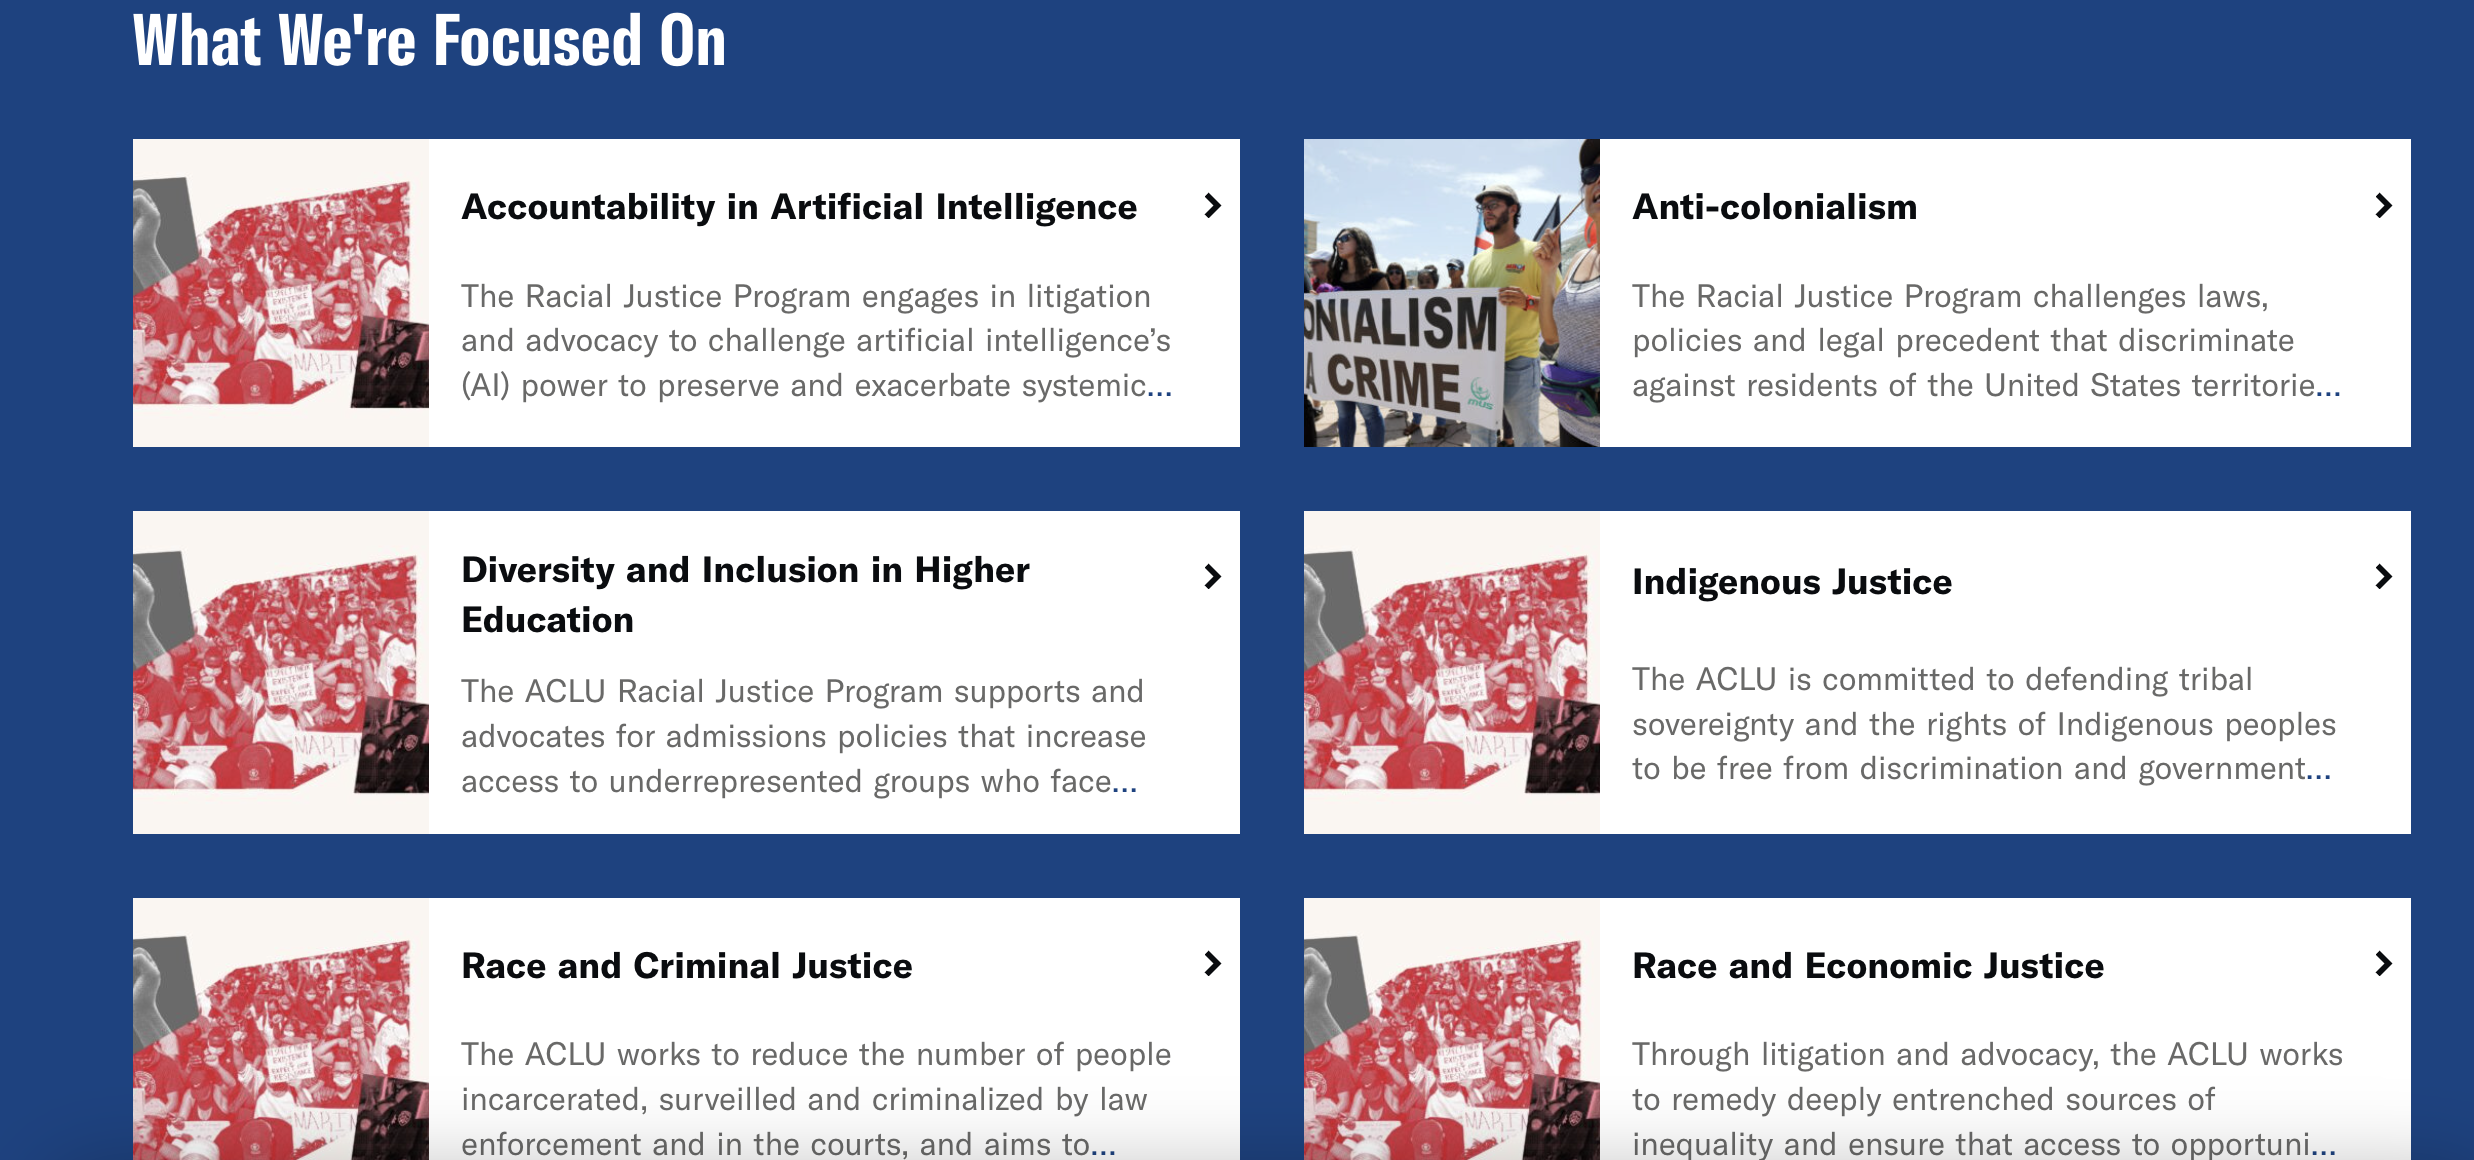 What We're Focused On
Accountability in Artificial Intelligence
The Racial Justice Program engages in litigation
and advocacy to challenge artificial intelligence’s
(AI) power to preserve and exacerbate systemic...
Anti-colonialism
The Racial Justice Program challenges laws,
policies and legal precedent that discriminate
against residents of the United States territorie...
ONIALISM
A CRIME
mus
Diversity and Inclusion in Higher
Education
The ACLU Racial Justice Program supports and
advocates for admissions policies that increase
access to underrepresented groups who face...
Indigenous Justice
The ACLU is committed to defending tribal
sovereignty and the rights of Indigenous peoples
to be free from discrimination and government...
Race and Criminal Justice
The ACLU works to reduce the number of people
incarcerated, surveilled and criminalized by law
enforcement and in the courts, and aims to...
Race and Economic Justice
Through litigation and advocacy, the ACLU works
to remedy deeply entrenched sources of
inequality and ensure that access to opportuni...